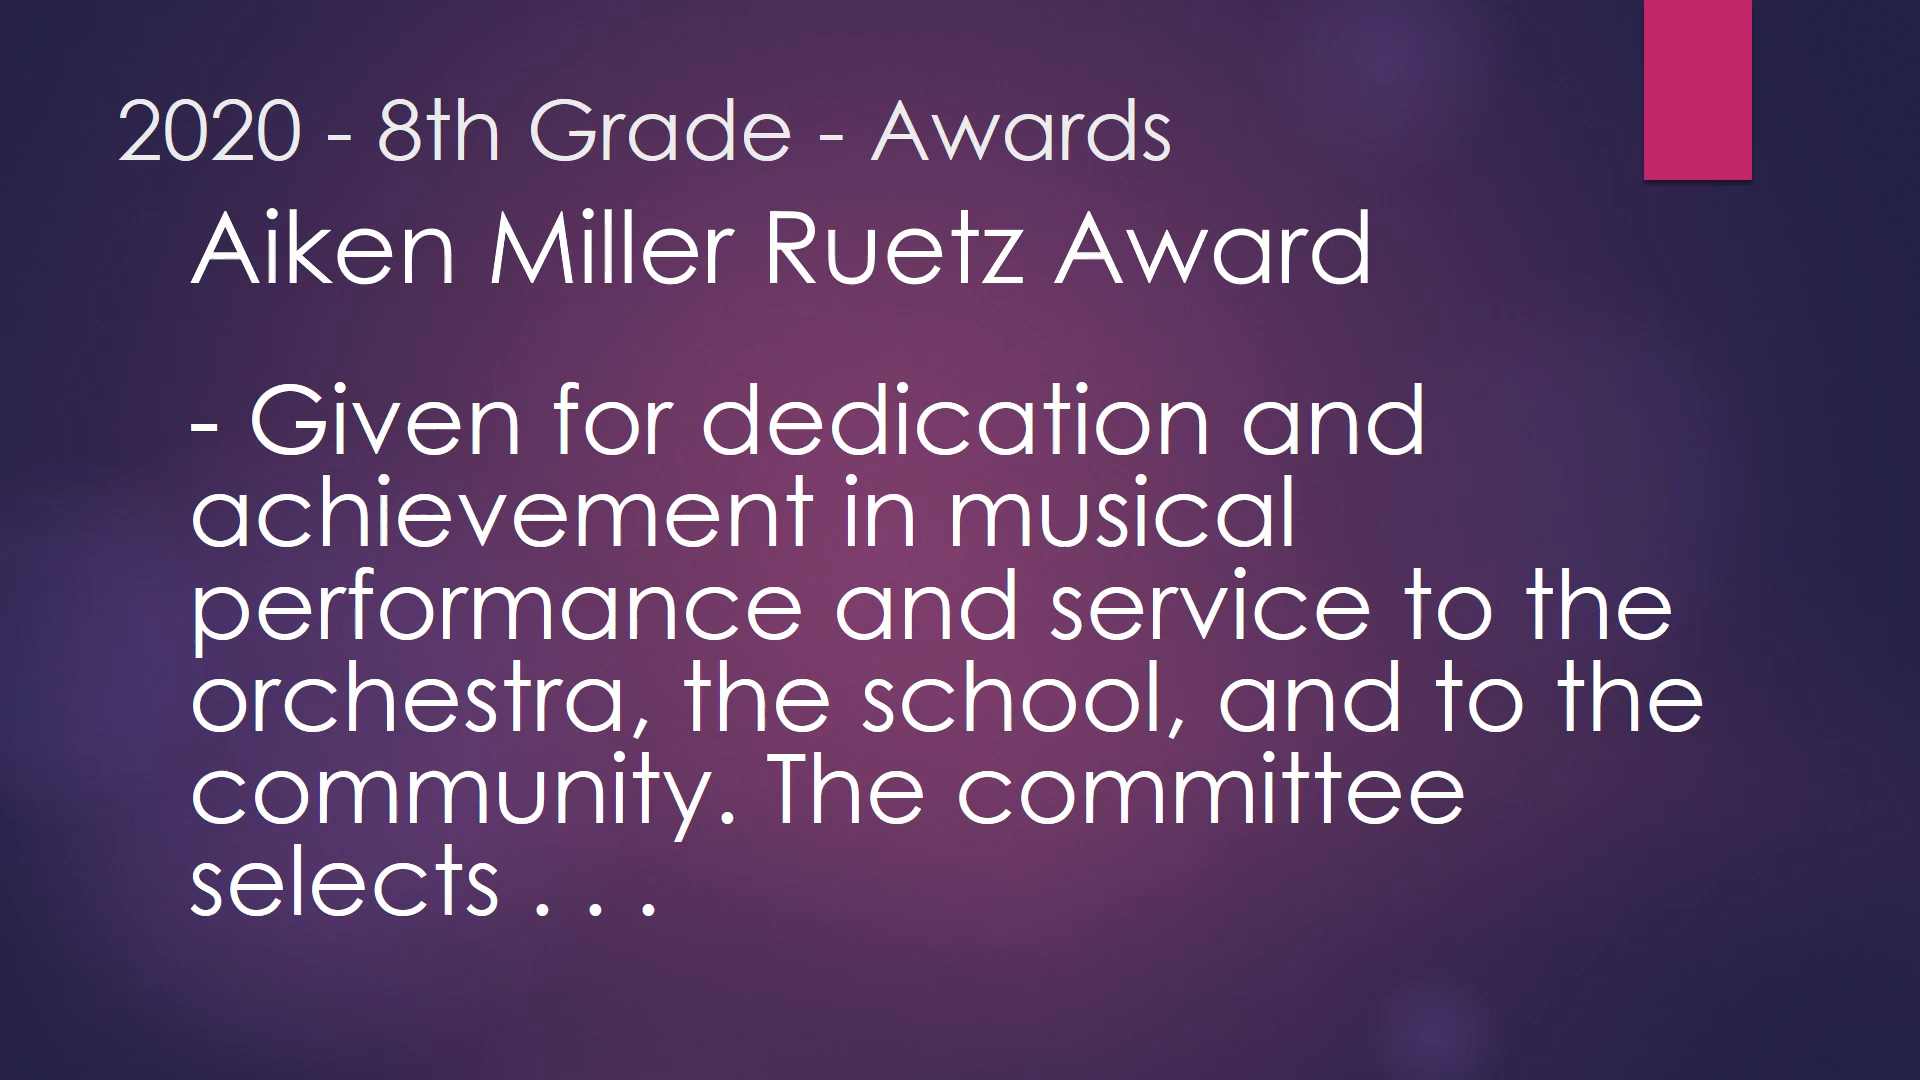 2020 - 8th Grade - Awards
Aiken Miller Ruetz Award
- Given for dedication and
achievement in musical
performance and service to the
orchestra, the school, and to the
community. The committee
selects . . .